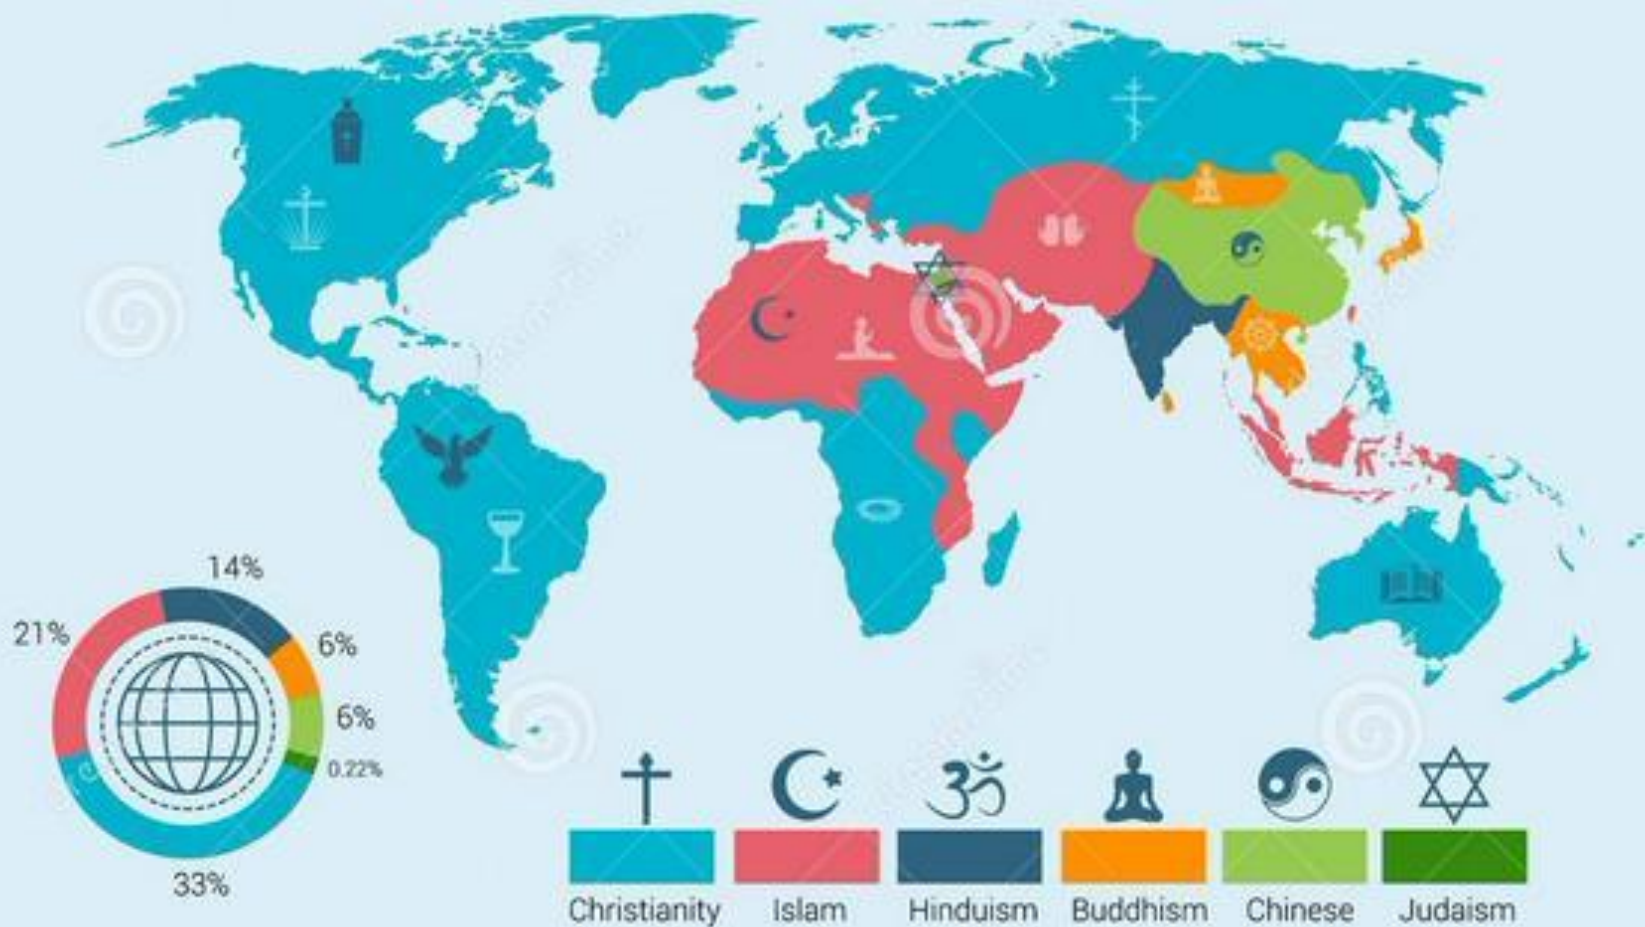 14%
21%
6%
6%
0.22%
33%
Christianity
Islam
Hinduism
Buddhism
Chinese
Judaism